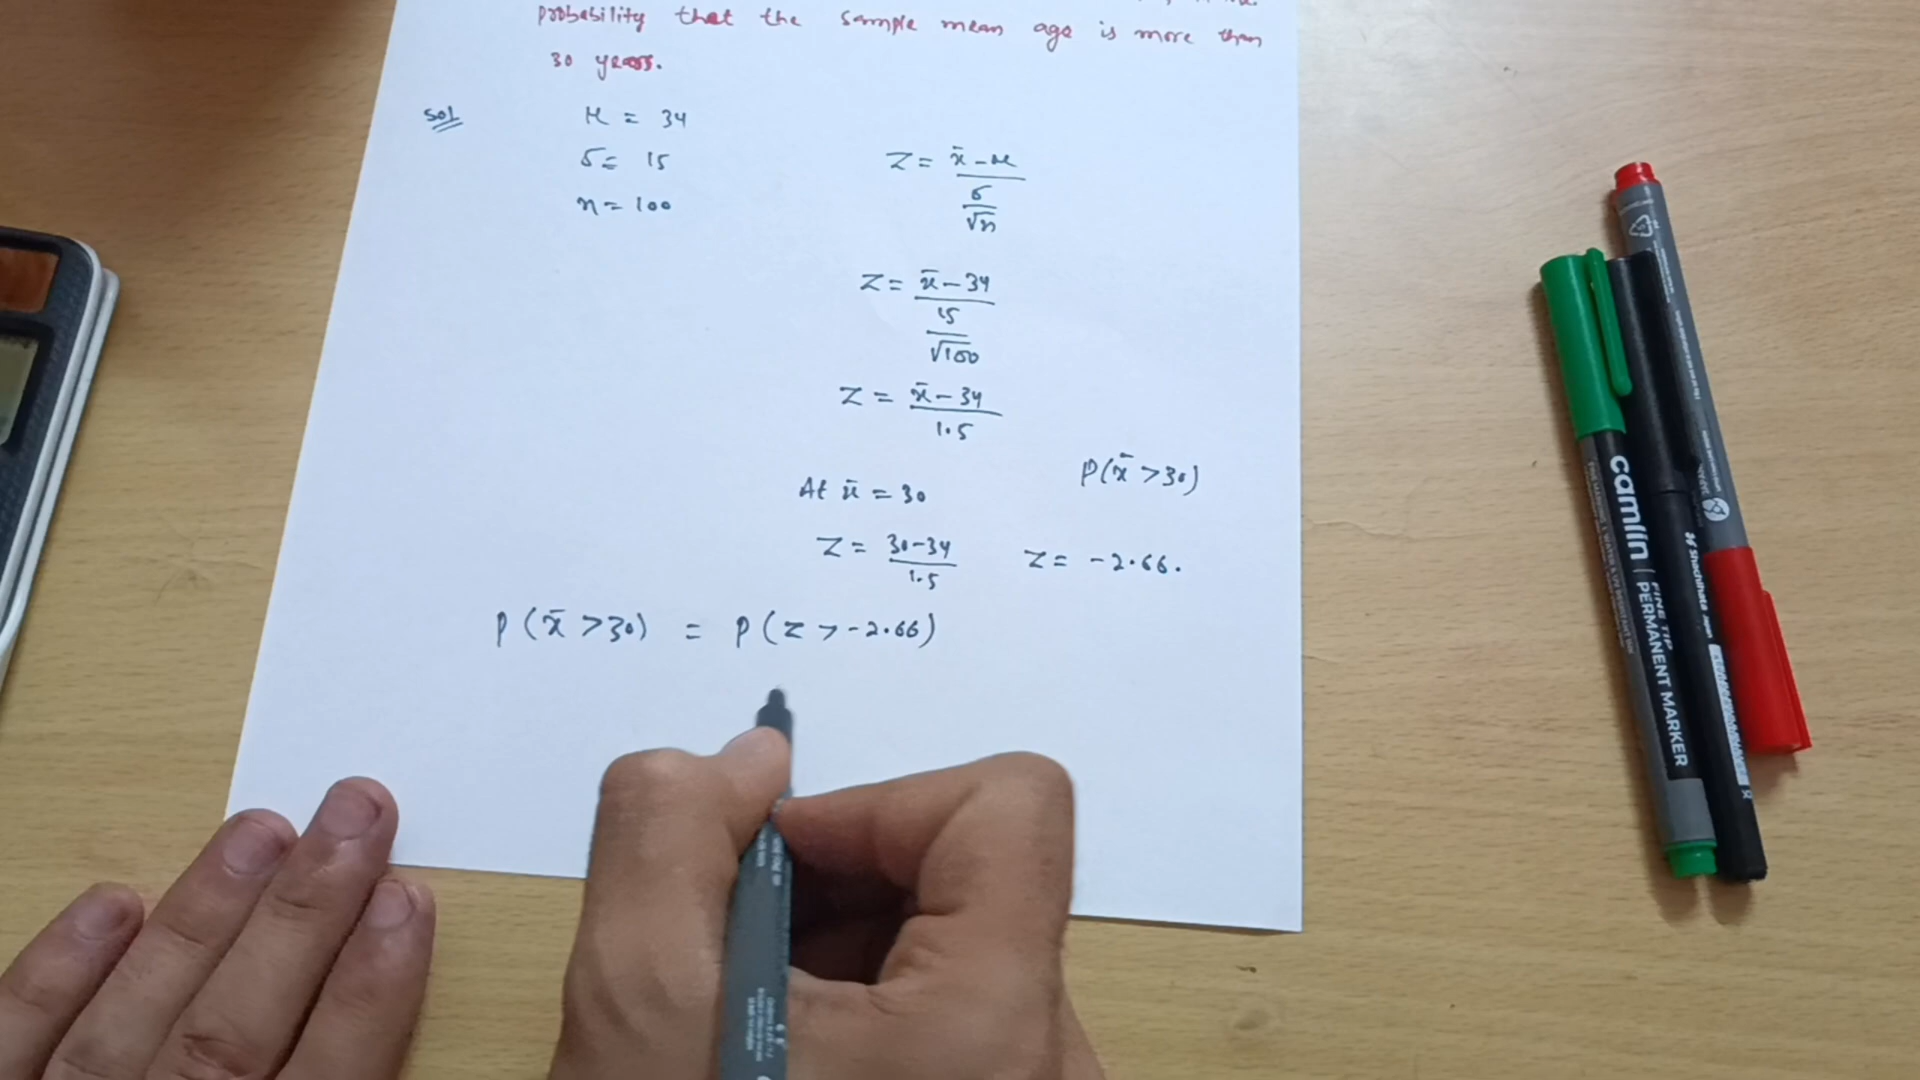 probability that the sample mean age is more than
30 years.
Sol
μ = 34
σ = 15
n = 100
Z = x̄ - μ
σ
√n
Z = x̄ - 34
15
√100
Z = x̄ - 34
1.5
P(x̄ > 30)
At x̄ = 30
Z = 30-34
1.5
Z = -2.66.
P(x̄ > 30) = P(Z > -2.66)
camlin
FINE TIP
PERMANENT MARKER
Shachihata Japan